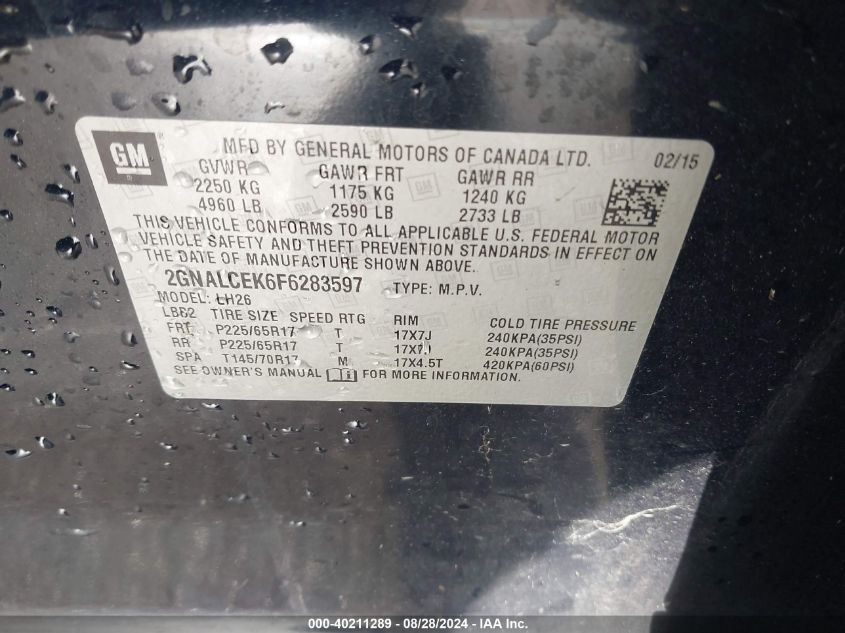 GM
MFD BY GENERAL MOTORS OF CANADA LTD. 02/15
GVWR GAWR FRT GAWR RR
2250 KG 1175 KG 1240 KG
4960 LB 2590 LB 2733 LB
THIS VEHICLE CONFORMS TO ALL APPLICABLE U.S. FEDERAL MOTOR
VEHICLE SAFETY AND THEFT PREVENTION STANDARDS IN EFFECT ON
THE DATE OF MANUFACTURE SHOWN ABOVE.
2GNALCEK6F6283597 TYPE: M.P.V.
MODEL: LH26
LB62 TIRE SIZE SPEED RTG RIM COLD TIRE PRESSURE
FRT P225/65R17 T 17X7J 240KPA(35PSI)
RR P225/65R17 T 17X7J 240KPA(35PSI)
SPA T145/70R17 M 17X4.5T 420KPA(60PSI)
SEE OWNER'S MANUAL FOR MORE INFORMATION.
000-40211289 - 08/28/2024 - IAA Inc.